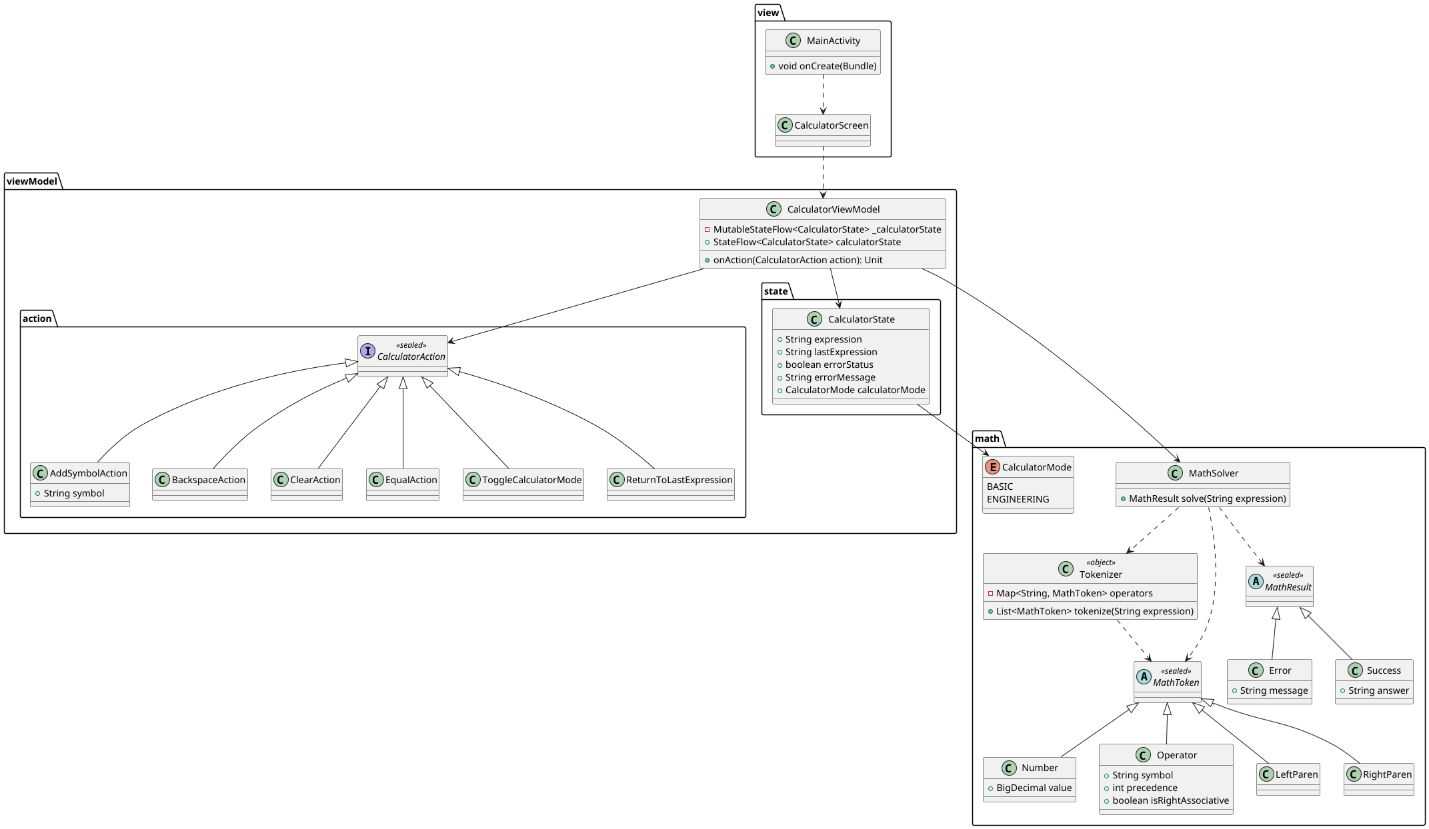 view
C MainActivity
void onCreate(Bundle)
C CalculatorScreen
viewModel
C CalculatorViewModel
MutableStateFlow<CalculatorState> _calculatorState
StateFlow<CalculatorState> calculatorState
onAction(CalculatorAction action): Unit
action
I «sealed»
CalculatorAction
C AddSymbolAction
String symbol
C BackspaceAction
C ClearAction
C EqualAction
C ToggleCalculatorMode
C ReturnToLastExpression
state
C CalculatorState
String expression
String lastExpression
boolean errorStatus
String errorMessage
CalculatorMode calculatorMode
math
E CalculatorMode
BASIC
ENGINEERING
C MathSolver
MathResult solve(String expression)
C «object»
Tokenizer
Map<String, MathToken> operators
List<MathToken> tokenize(String expression)
A «sealed»
MathResult
A «sealed»
MathToken
C Error
String message
C Success
String answer
C Number
BigDecimal value
C Operator
String symbol
int precedence
boolean isRightAssociative
C LeftParen
C RightParen